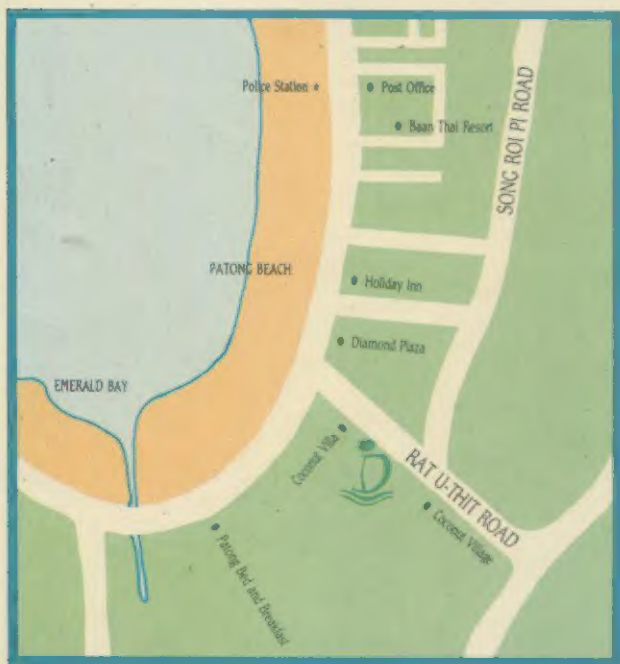 Police Station
Post Office
Baan Thai Resort
SONG ROI PI ROAD
PATONG BEACH
Holiday Inn
Diamond Plaza
EMERALD BAY
Coconut Villa
RAT U-THIT ROAD
Coconut Village
Patong Bed and Breakfast